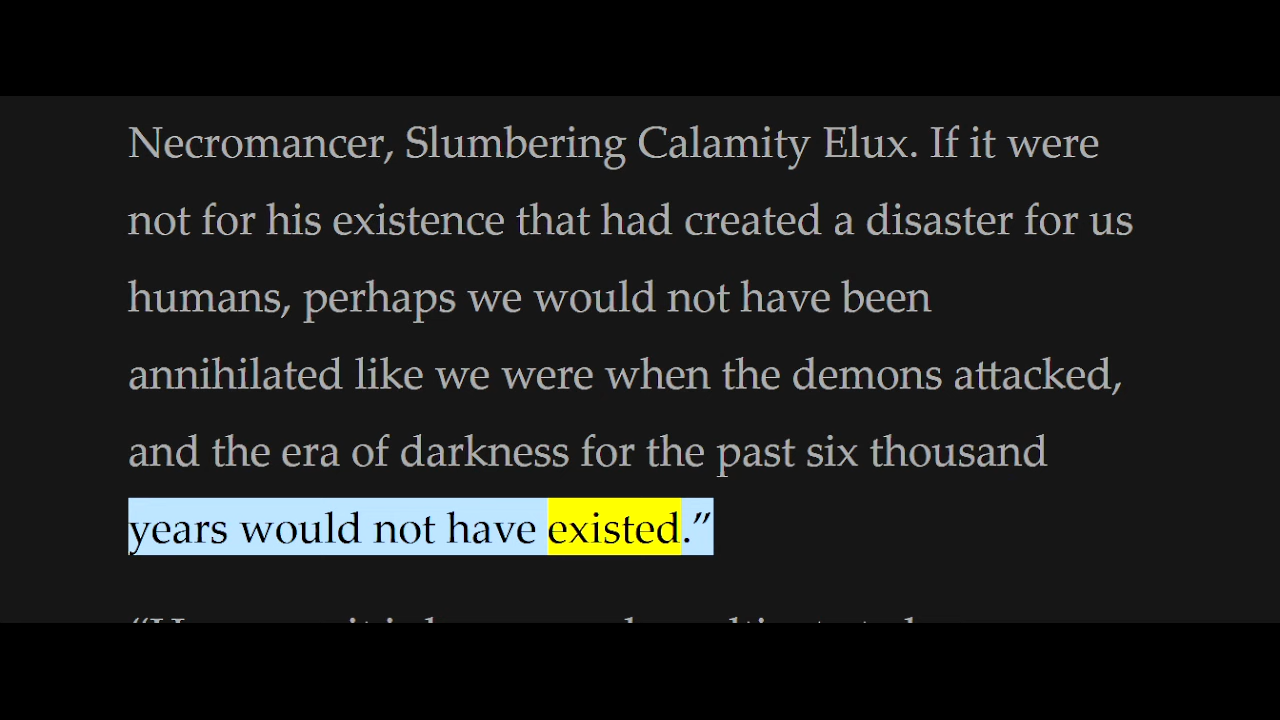 Necromancer, Slumbering Calamity Elux. If it were
not for his existence that had created a disaster for us
humans, perhaps we would not have been
annihilated like we were when the demons attacked,
and the era of darkness for the past six thousand
years would not have existed.”